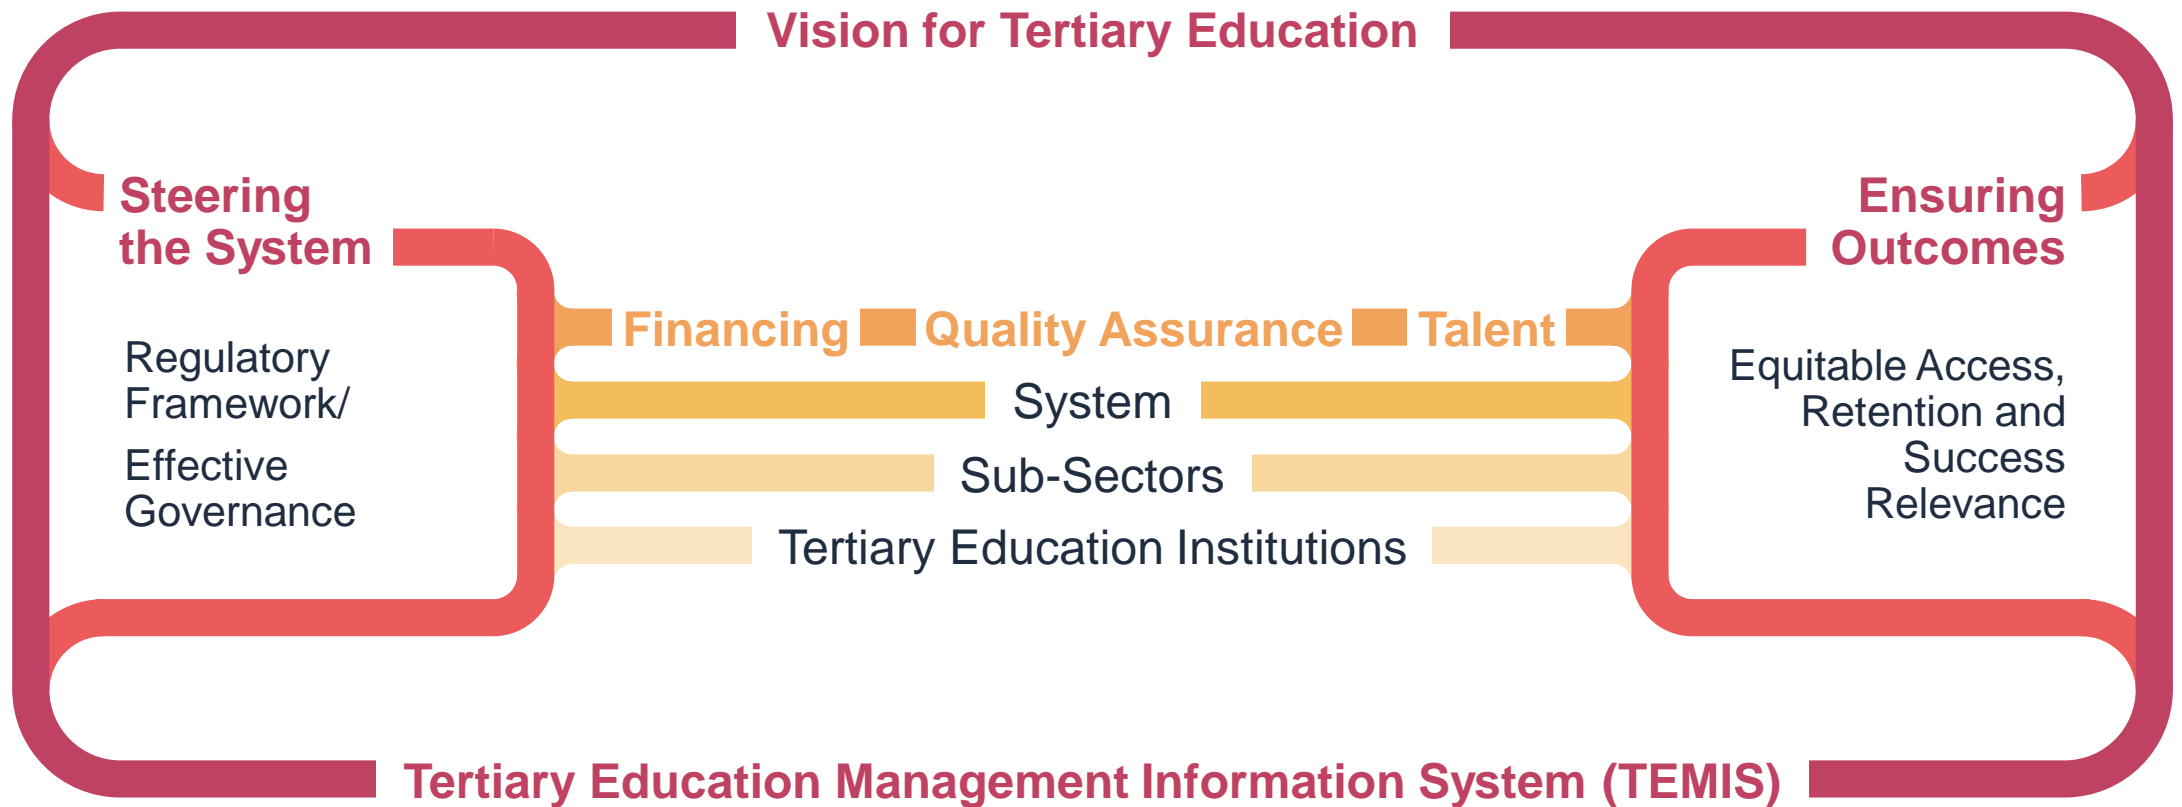 Vision for Tertiary Education
Steering
the System
Regulatory
Framework/
Effective
Governance
Financing Quality Assurance Talent
System
Sub-Sectors
Tertiary Education Institutions
Ensuring
Outcomes
Equitable Access,
Retention and
Success
Relevance
Tertiary Education Management Information System (TEMIS)